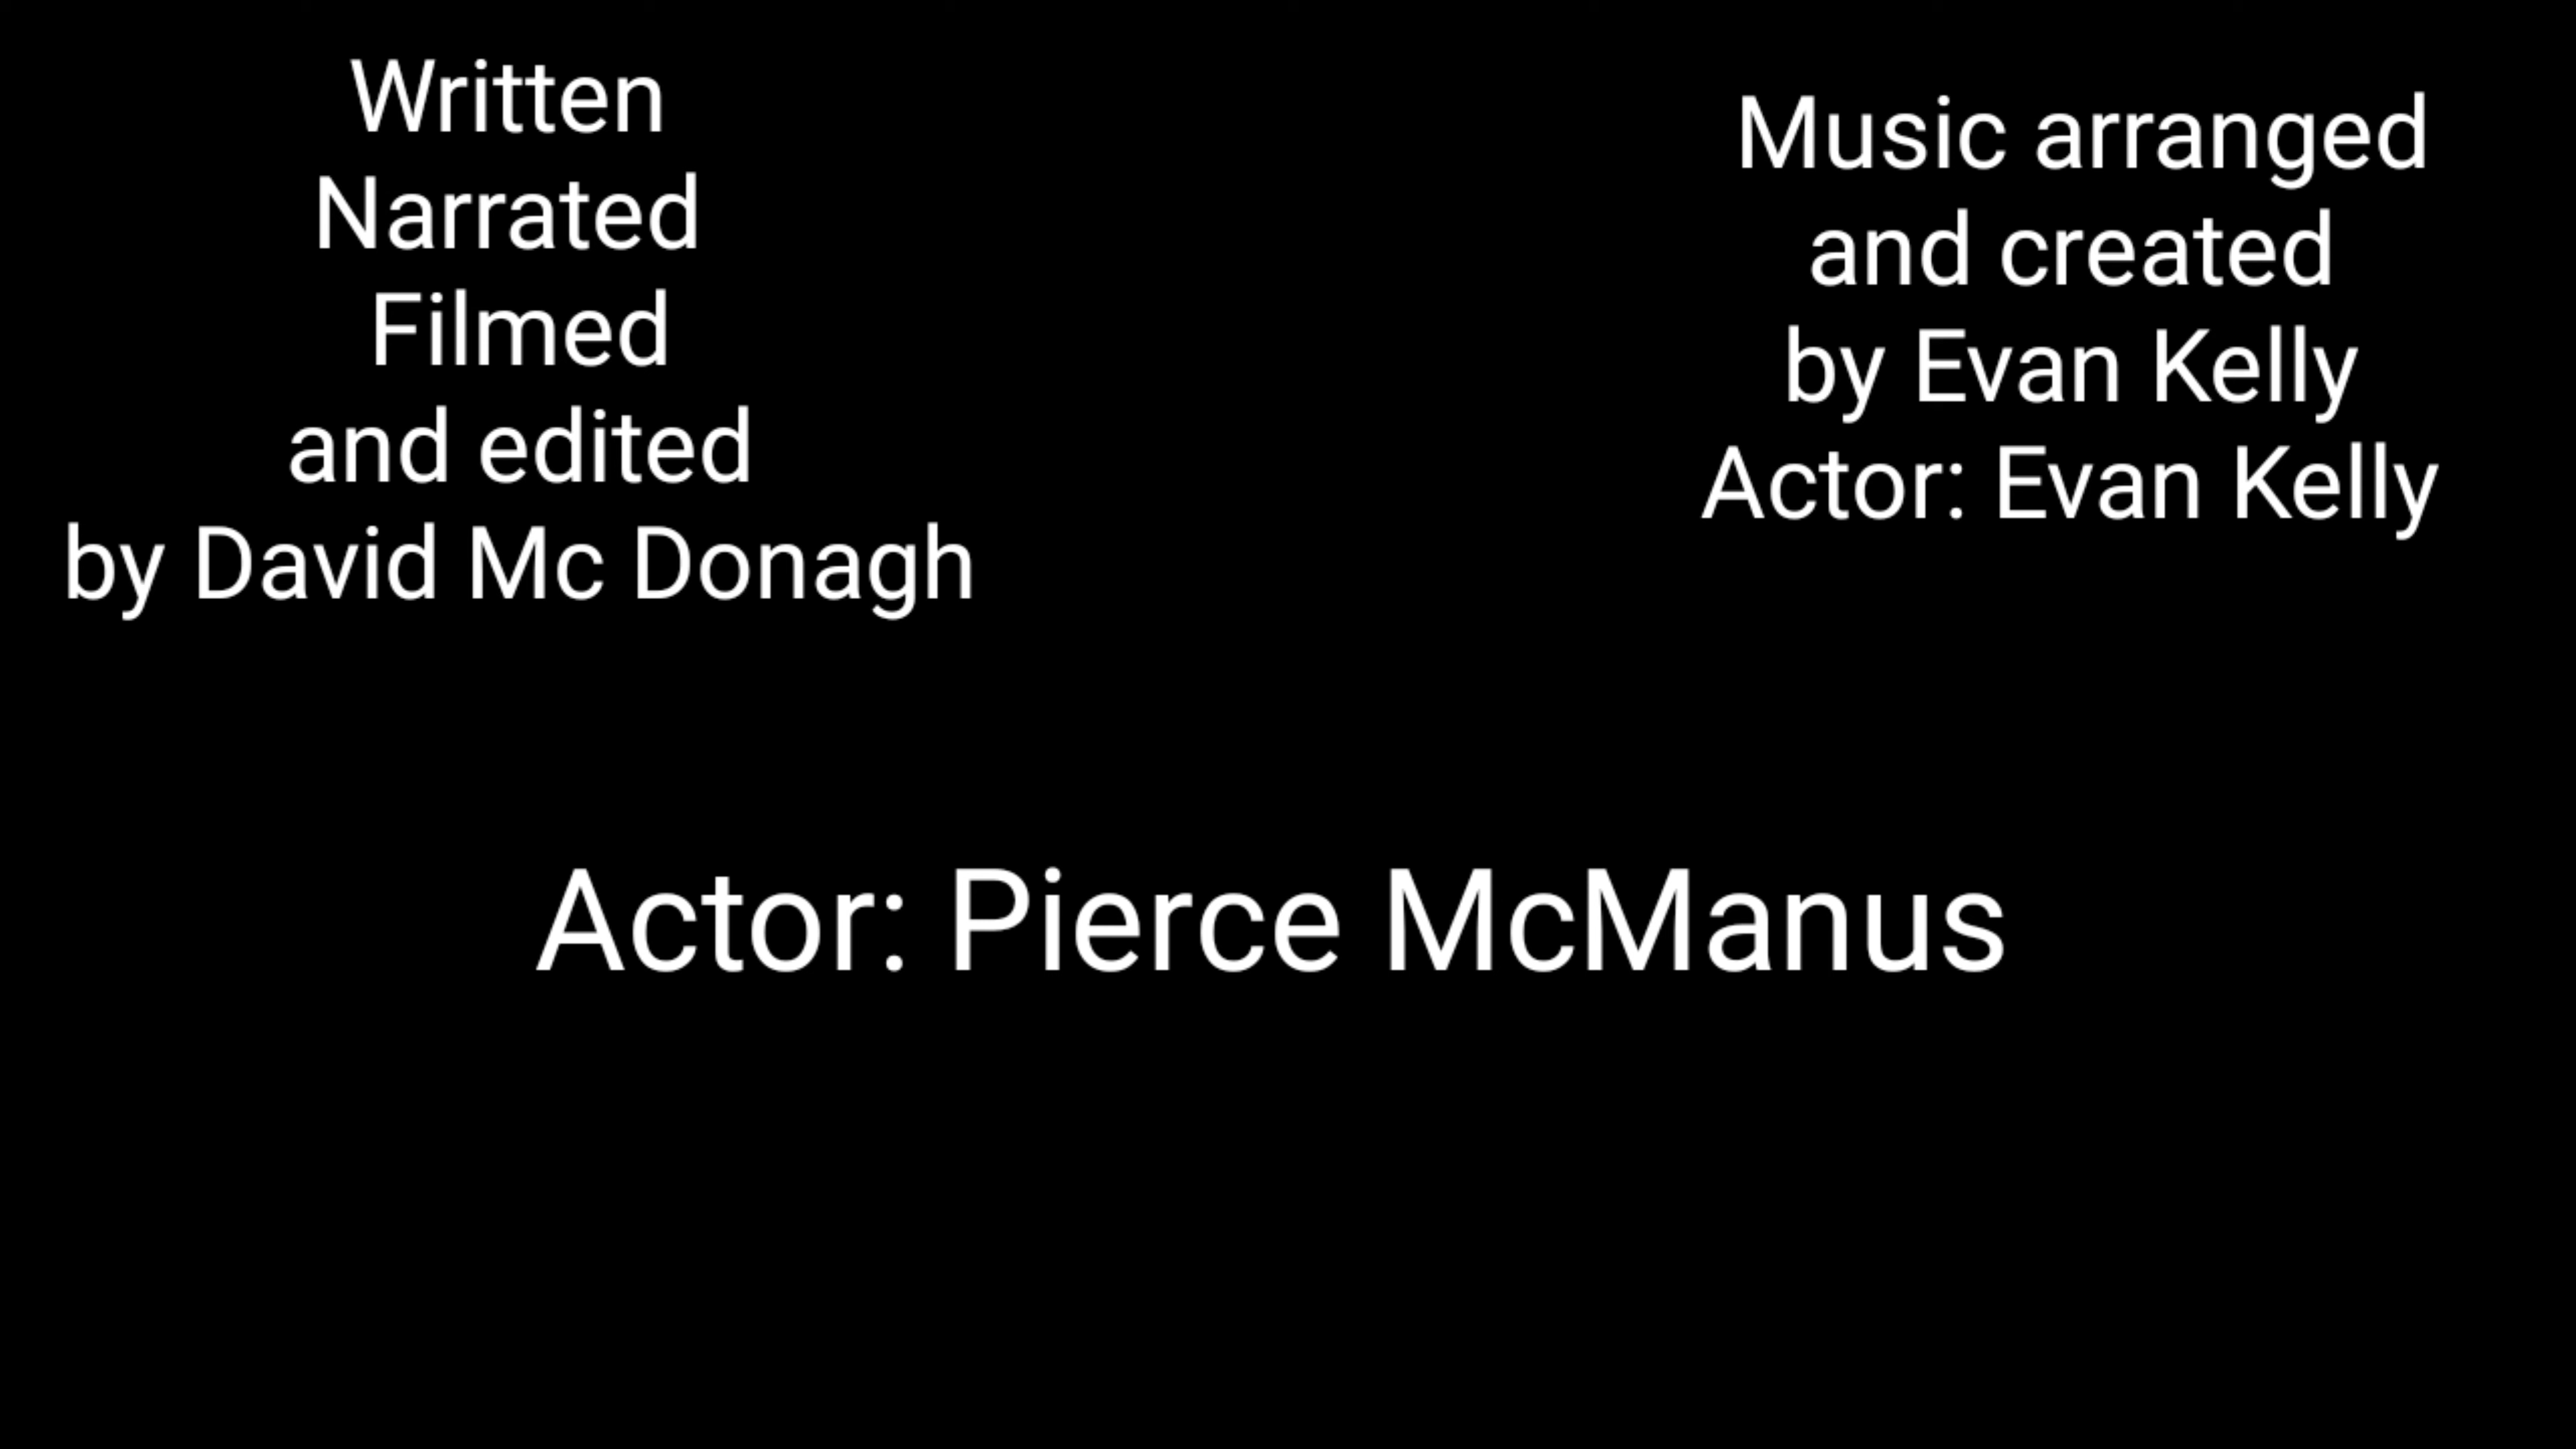 Written
Narrated
Filmed
and edited
by David Mc Donagh
Music arranged
and created
by Evan Kelly
Actor: Evan Kelly
Actor: Pierce McManus